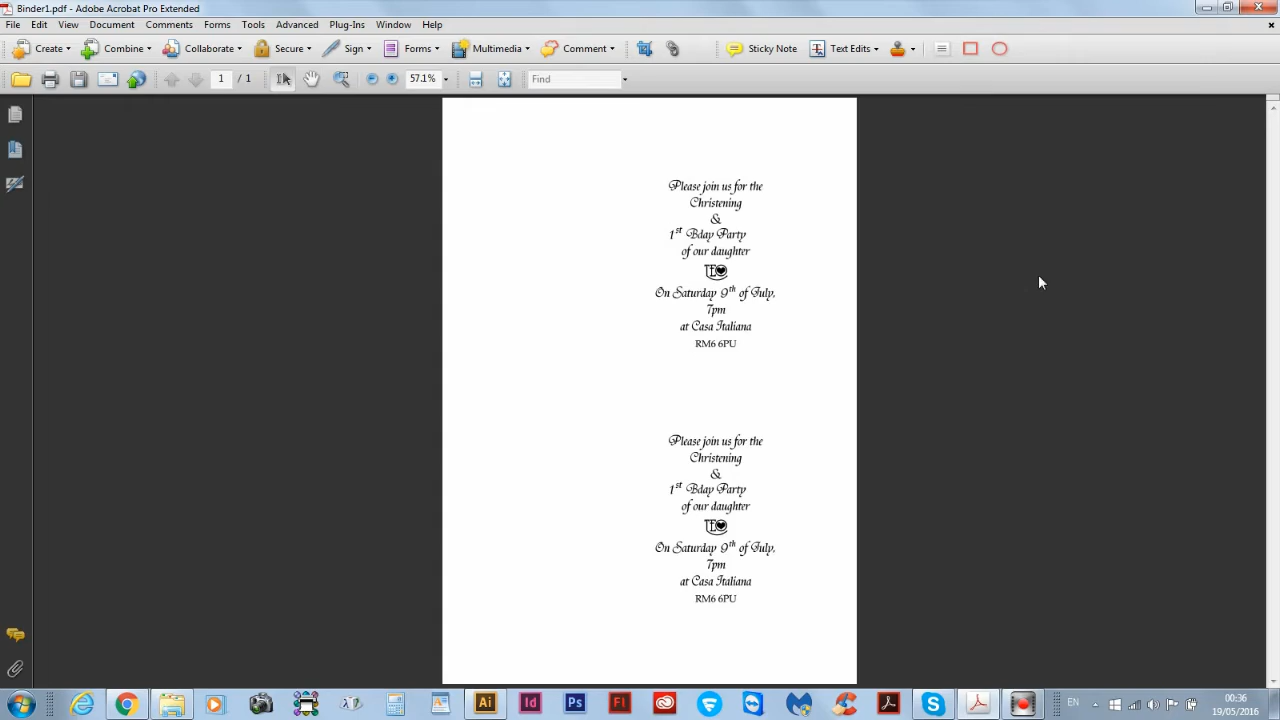 Binder1.pdf - Adobe Acrobat Pro Extended
File Edit View Document Comments Forms Tools Advanced Plug-Ins Window Help
Create Combine Collaborate Secure Sign Forms Multimedia Comment Sticky Note Text Edits
1 / 1 57.1% Find
Please join us for the
Christening
&
1st Bday Party
of our daughter
On Saturday 9th of July,
7pm
at Casa Italiana
RM6 6PU
Please join us for the
Christening
&
1st Bday Party
of our daughter
On Saturday 9th of July,
7pm
at Casa Italiana
RM6 6PU
Ai Id Ps Fl EN 00:36
19/05/2016